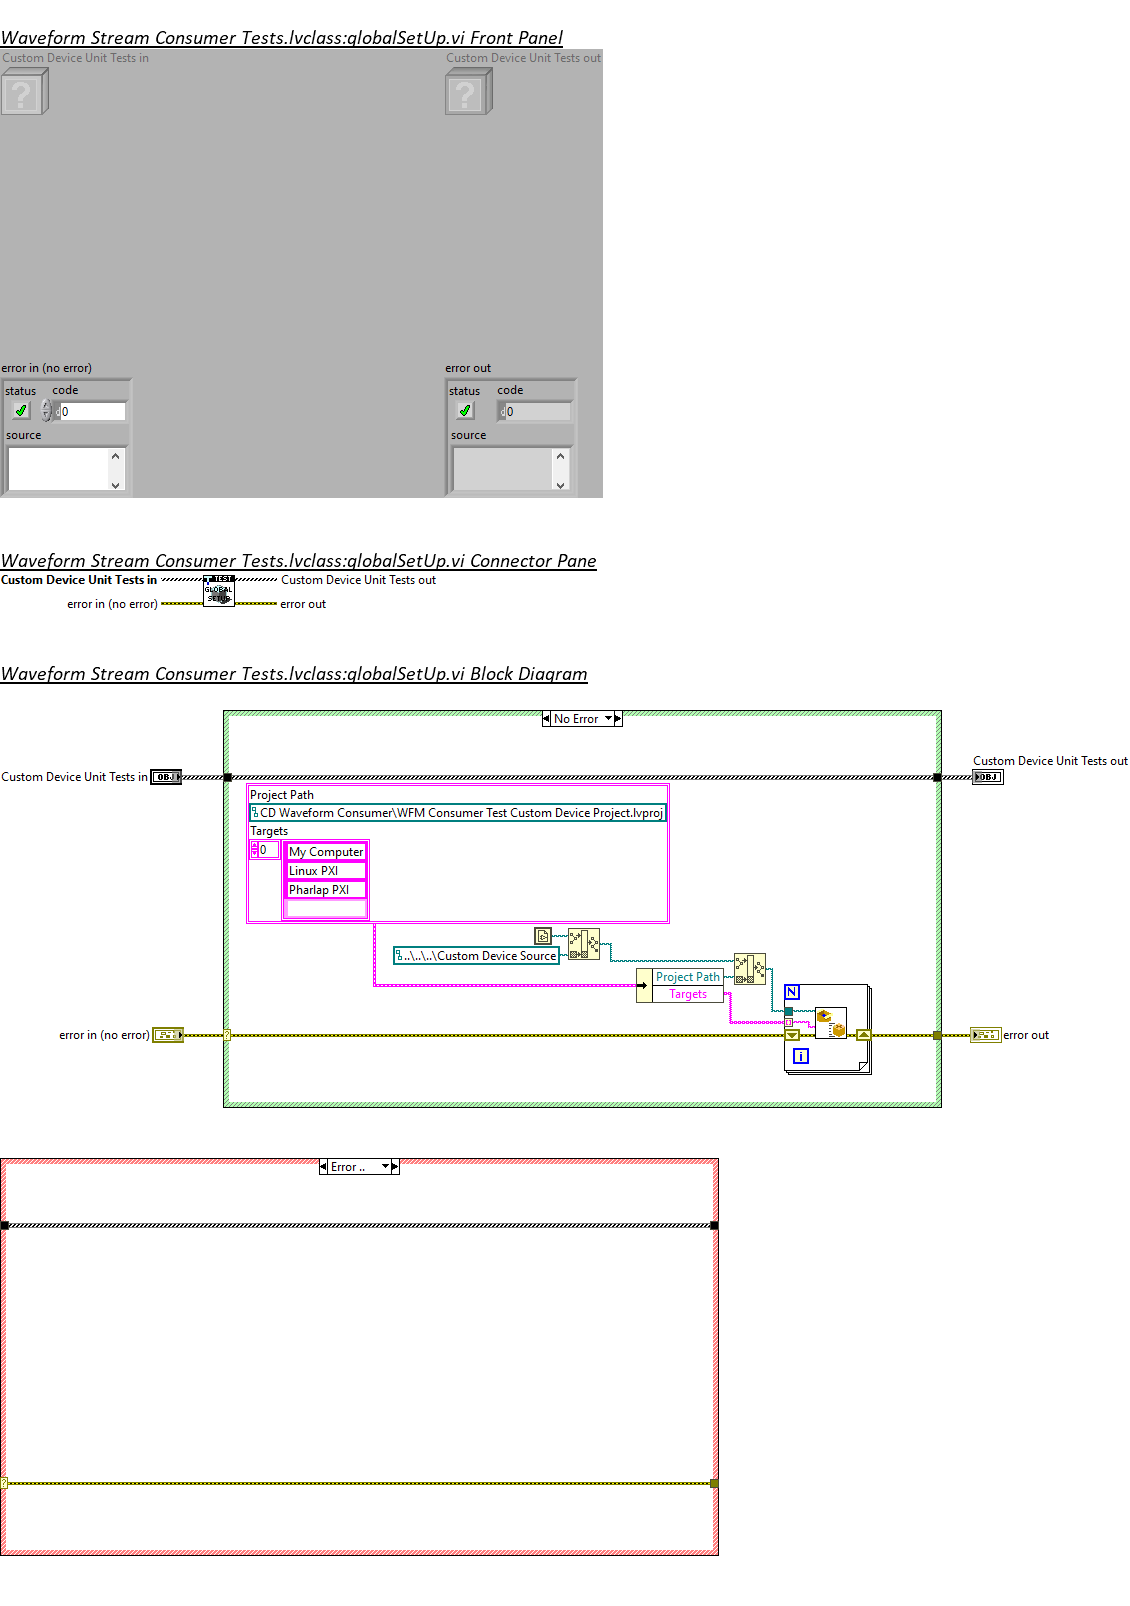 Waveform Stream Consumer Tests.lvclass:globalSetUp.vi Front Panel
Custom Device Unit Tests in
Custom Device Unit Tests out
?
?
error in (no error)
error out
status
code
status
code
d
0
d
0
source
source
Waveform Stream Consumer Tests.lvclass:globalSetUp.vi Connector Pane
Custom Device Unit Tests in
TEST
Custom Device Unit Tests out
GLOBAL
SETUP
error in (no error)
error out
Waveform Stream Consumer Tests.lvclass:globalSetUp.vi Block Diagram
No Error
Custom Device Unit Tests out
Custom Device Unit Tests in
OBJ
OBJ
Project Path
CD Waveform Consumer\WFM Consumer Test Custom Device Project.lvproj
Targets
0
My Computer
Linux PXI
Pharlap PXI
..\..\..\Custom Device Source
Project Path
Targets
N
error in (no error)
?
error out
i
Error ..
?